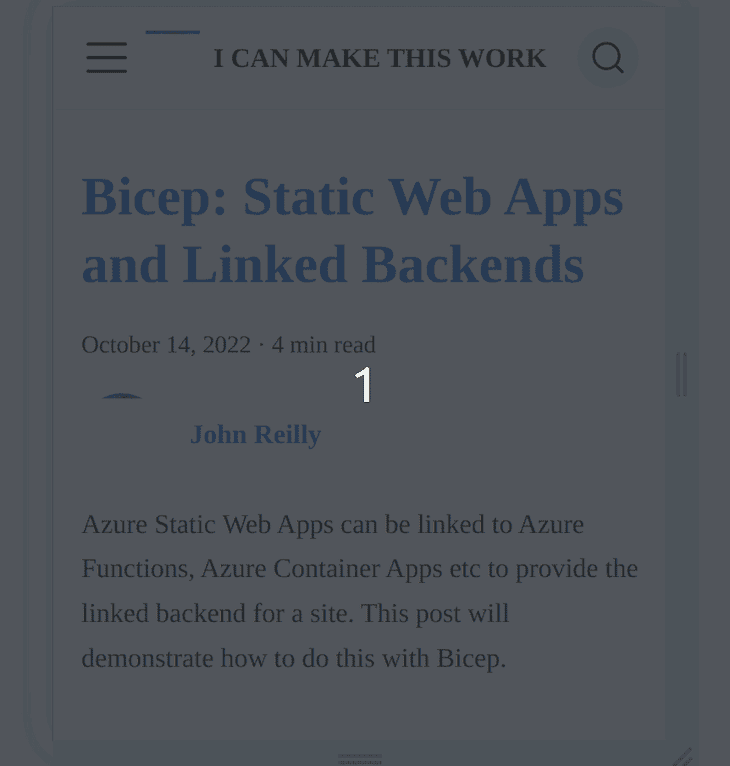 I CAN MAKE THIS WORK
Bicep: Static Web Apps
and Linked Backends
October 14, 2022 · 4 min read
1
John Reilly
Azure Static Web Apps can be linked to Azure
Functions, Azure Container Apps etc to provide the
linked backend for a site. This post will
demonstrate how to do this with Bicep.